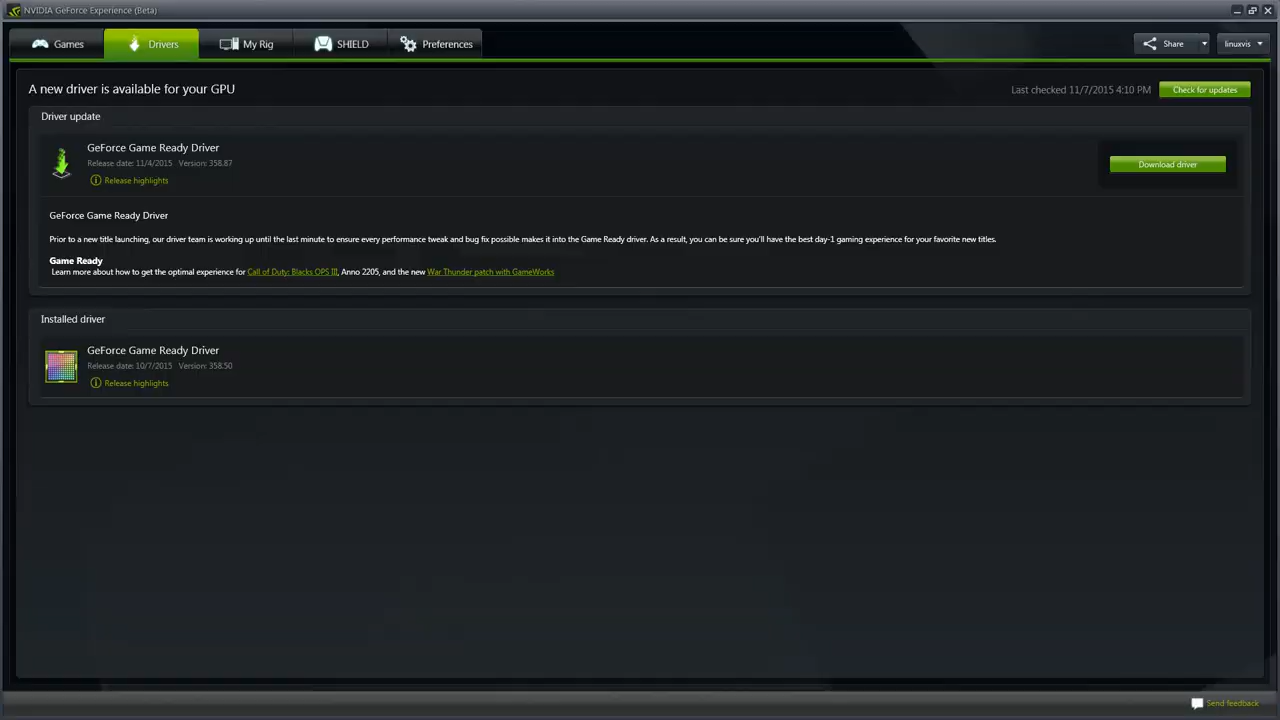 NVIDIA GeForce Experience (Beta)
Games Drivers My Rig SHIELD Preferences Share linuxvis
A new driver is available for your GPU Last checked 11/7/2015 4:10 PM Check for updates
Driver update
GeForce Game Ready Driver
Release date: 11/4/2015 Version: 358.87
Download driver
Release highlights
GeForce Game Ready Driver
Prior to a new title launching, our driver team is working up until the last minute to ensure every performance tweak and bug fix possible makes it into the Game Ready driver. As a result, you can be sure you'll have the best day-1 gaming experience for your favorite new titles.
Game Ready
Learn more about how to get the optimal experience for Call of Duty: Blacks OPS III, Anno 2205, and the new War Thunder patch with GameWorks
Installed driver
GeForce Game Ready Driver
Release date: 10/7/2015 Version: 358.50
Release highlights
Send feedback